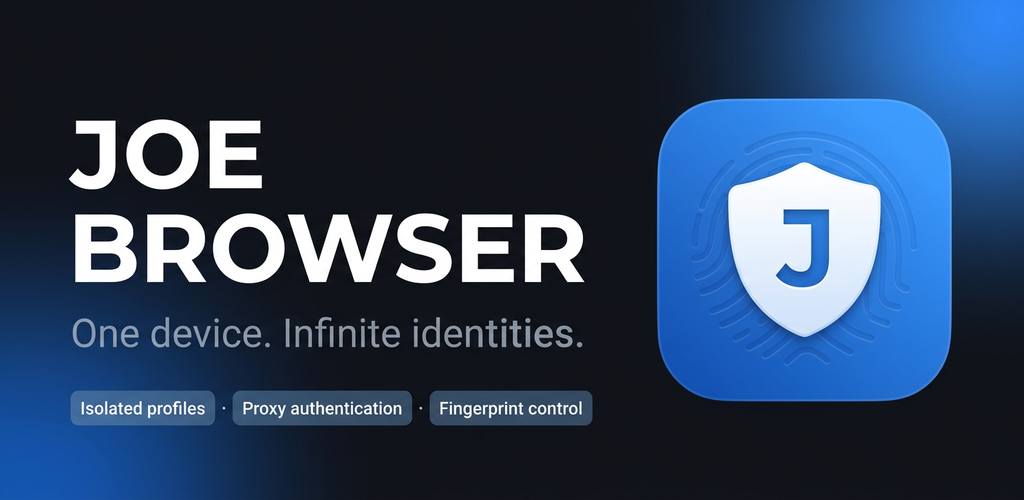 JOE
BROWSER
One device. Infinite identities.
Isolated profiles · Proxy authentication · Fingerprint control
J